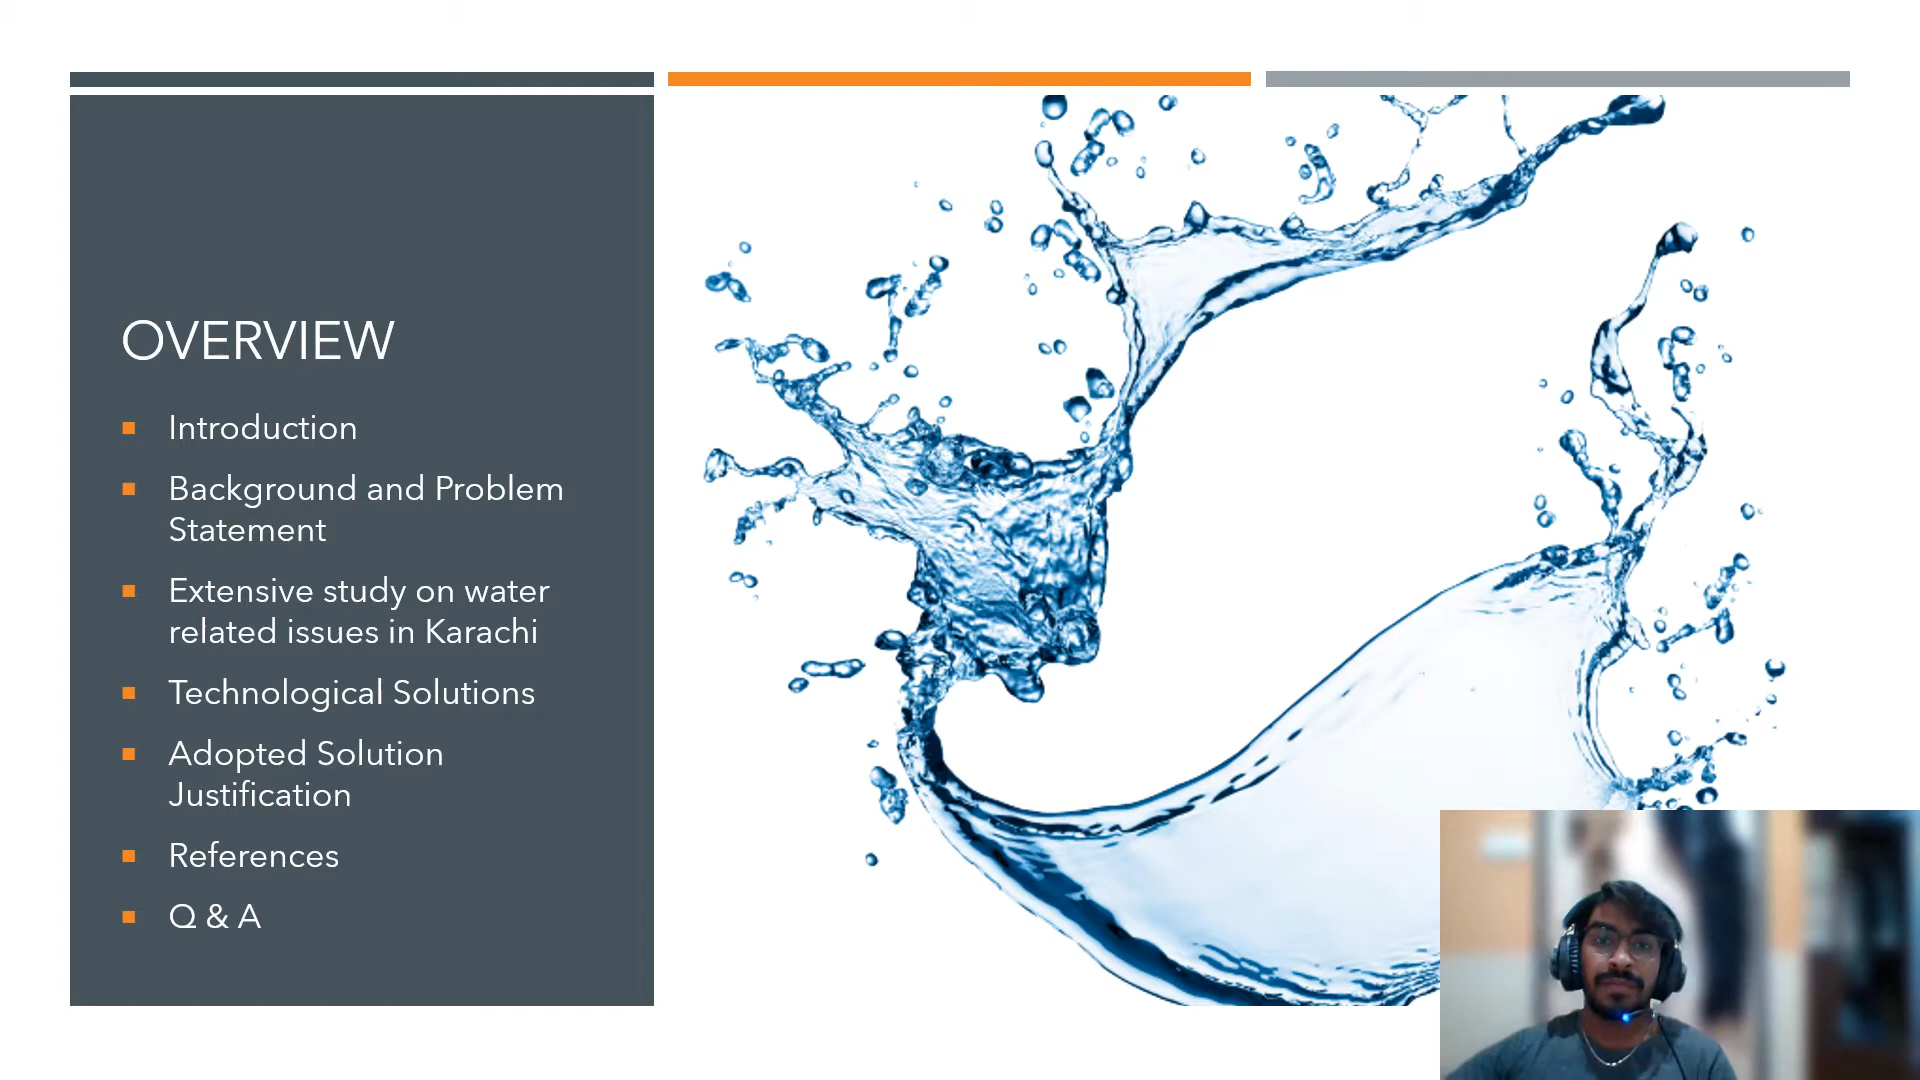 OVERVIEW
Introduction
Background and Problem
Statement
Extensive study on water
related issues in Karachi
Technological Solutions
Adopted Solution
Justification
References
Q & A